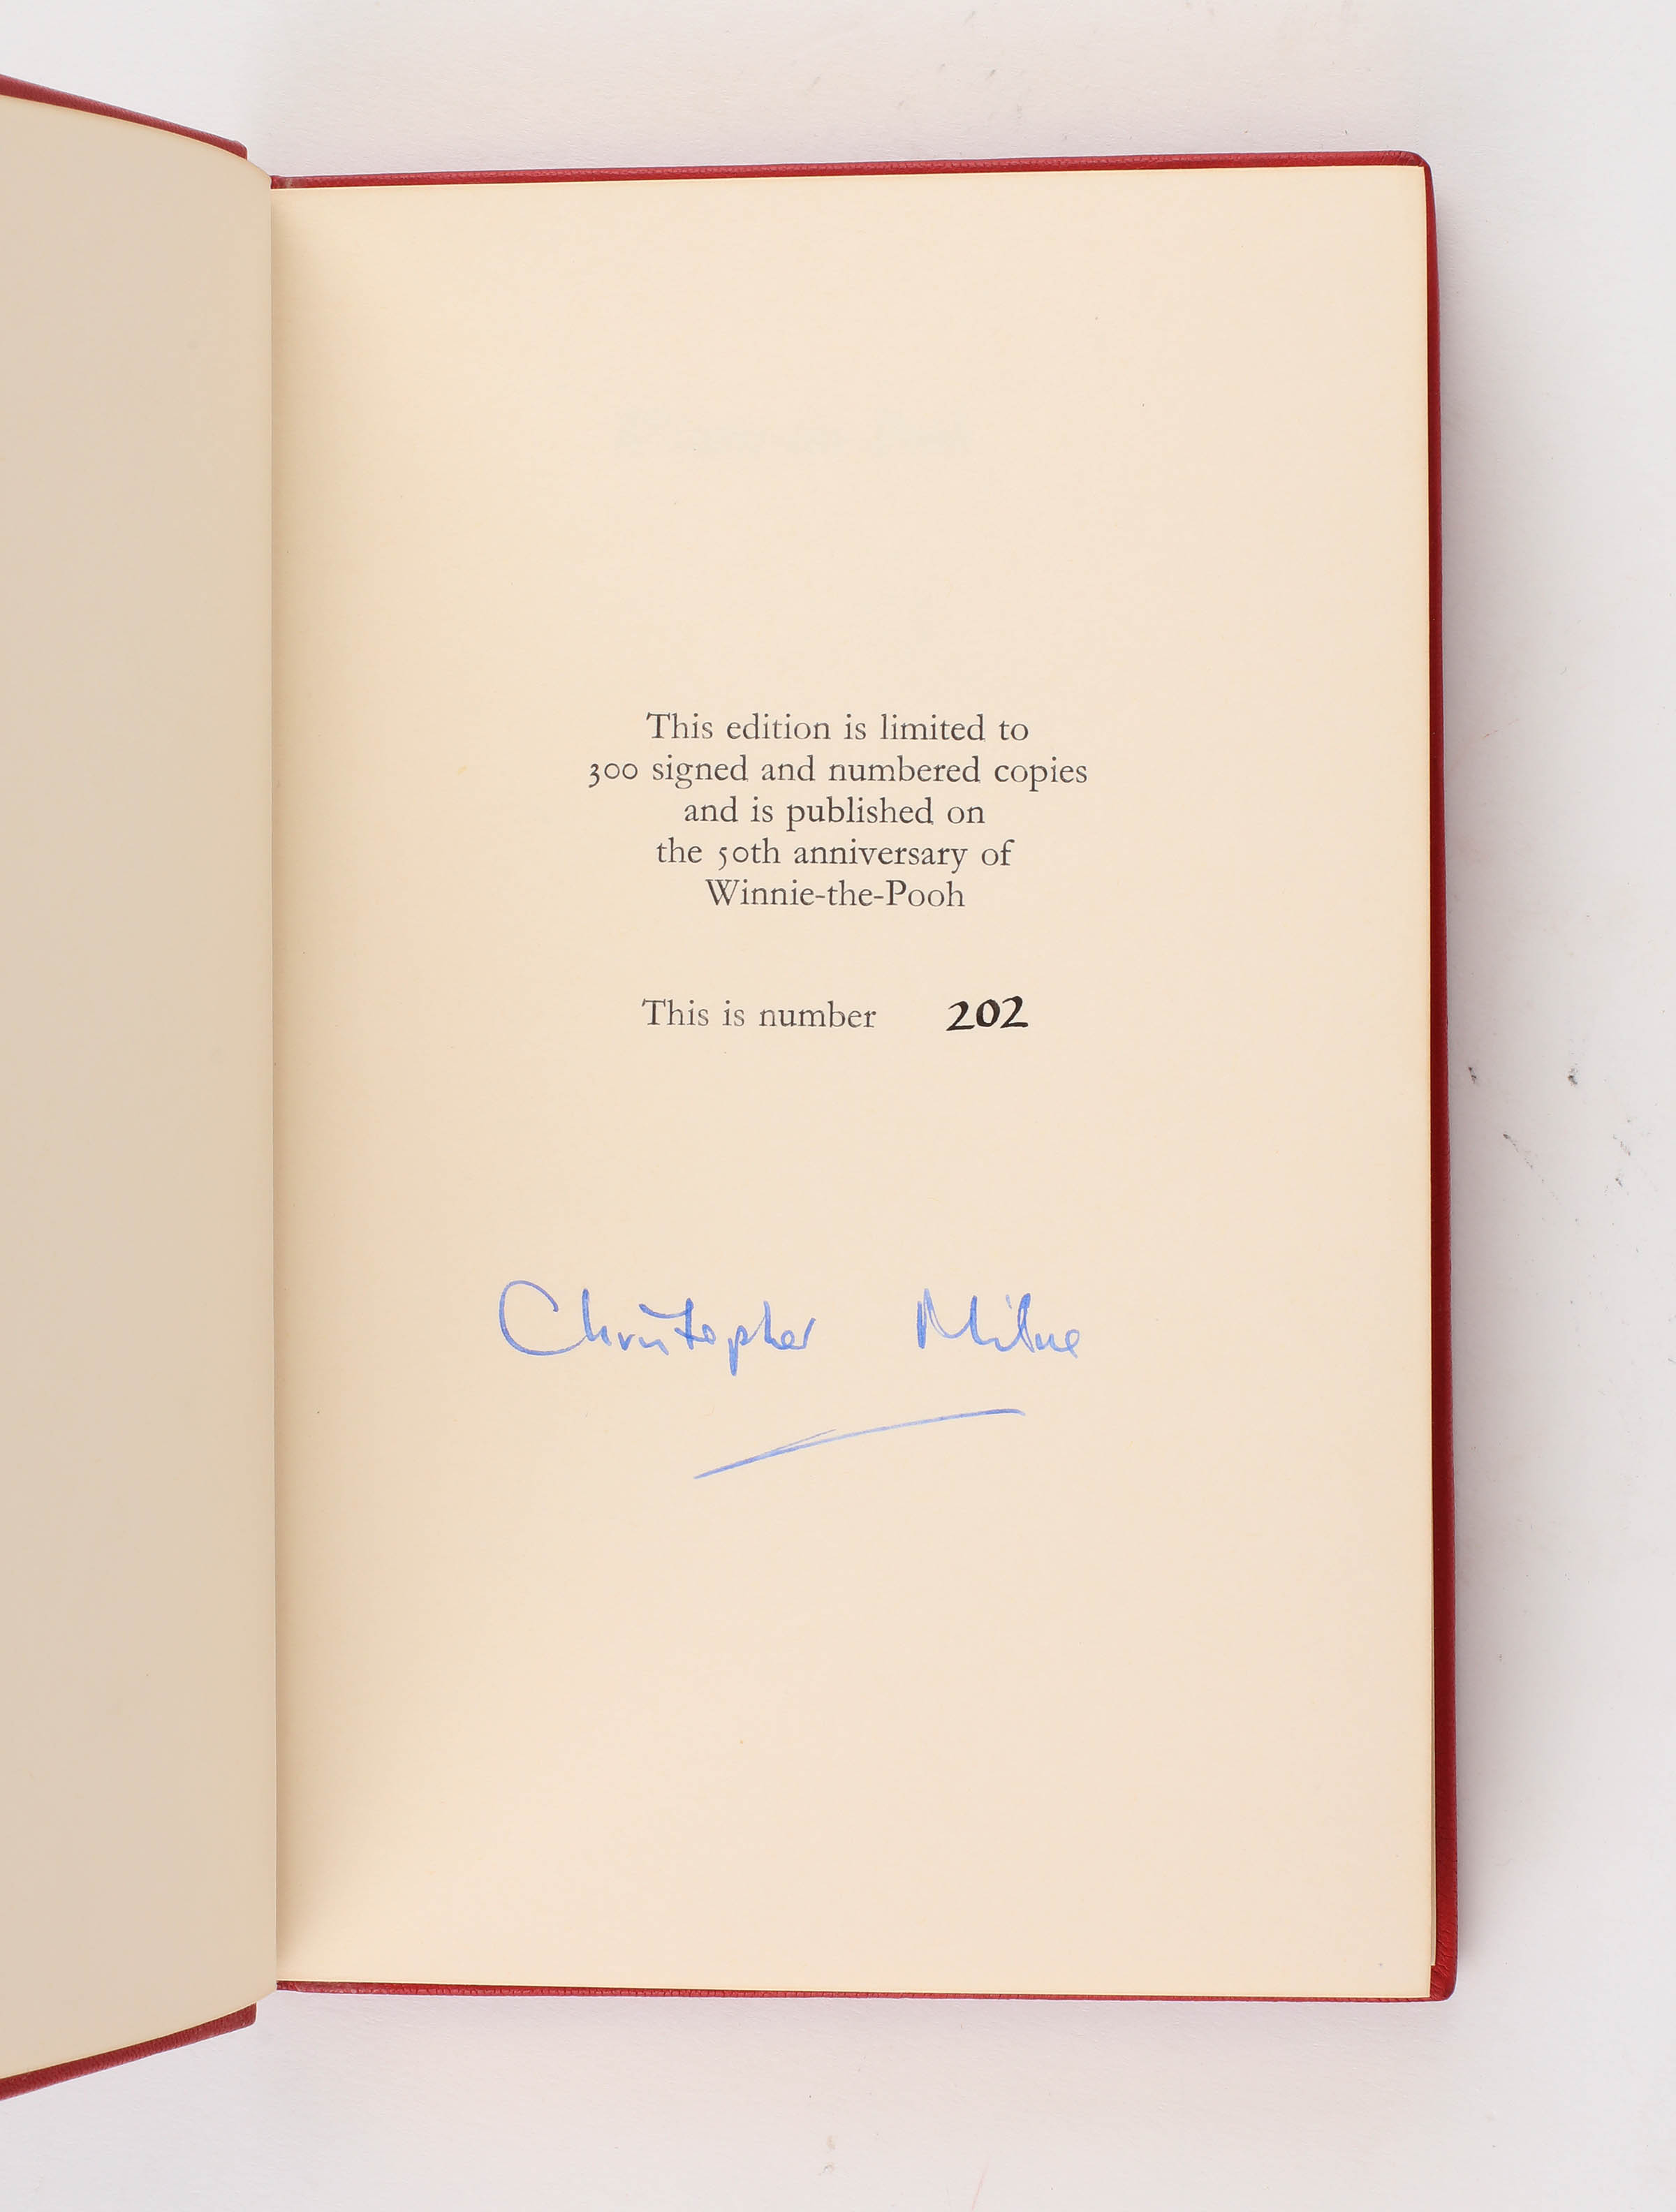 This edition is limited to
300 signed and numbered copies
and is published on
the 50th anniversary of
Winnie-the-Pooh
This is number 202
Christopher Milne